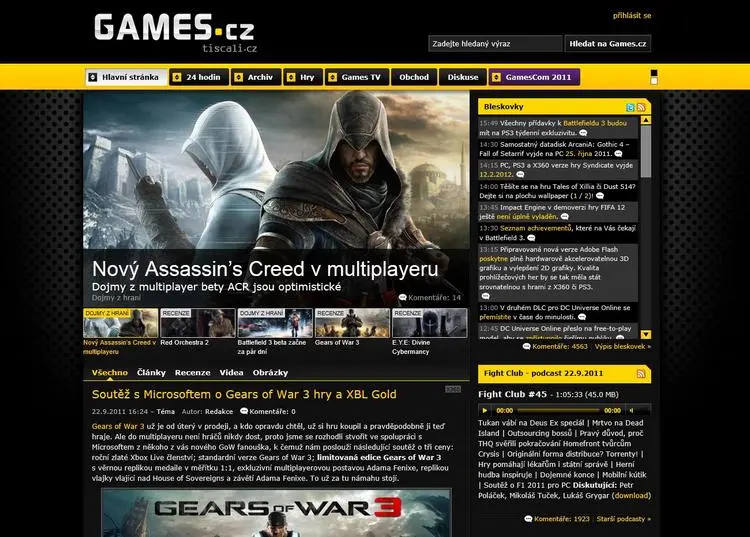 GAMES.cz
tiscali.cz
přihlásit se
Zadejte hledaný výraz
Hledat na Games.cz
Hlavní stránka
24 hodin
Archiv
Hry
Games TV
Obchod
Diskuse
GamesCom 2011
Nový Assassin's Creed v multiplayeru
Dojmy z multiplayer bety ACR jsou optimistické
Dojmy z hraní
Komentáře: 14
DOJMY Z HRANÍ
RECENZE
DOJMY Z HRANÍ
RECENZE
RECENZE
Nový Assassin's Creed v
multiplayeru
Red Orchestra 2
Battlefield 3 beta začne
za pár dní
Gears of War 3
E.Y.E: Divine
Cybermancy
Všechno
Články
Recenze
Videa
Obrázky
Soutěž s Microsoftem o Gears of War 3 hry a XBL Gold
X360
22.9.2011 16:24 – Téma Autor: Redakce Komentářů: 0
Gears of War 3 už je od úterý v prodeji, a kdo opravdu chtěl, už si hru koupil a pravděpodobně ji teď
hraje. Ale do multiplayeru není hráčů nikdy dost, proto jsme se rozhodli stvořit ve spolupráci s
Microsoftem z někoho z vás nového GoW fanouška, k čemuž nám poslouží následující soutěž o tři ceny:
roční zlaté Xbox Live členství; standardní verze Gears of War 3; limitovaná edice Gears of War 3
s věrnou replikou medaile v měřítku 1:1, exkluzivní multiplayerovou postavou Adama Fenixe, replikou
vlajky vlající nad House of Sovereigns a závětí Adama Fenixe. To už za tu námahu stojí.
GEARS OF WAR 3
Bleskovky
15:49 Všechny přídavky k Battlefieldu 3 budou
mít na PS3 týdenní exkluzivitu.
14:30 Samostatný datadisk ArcaniA: Gothic 4 –
Fall of Setarrif vyjde na PC 25. října 2011.
14:15 PC, PS3 a X360 verze hry Syndicate vyjde
12.2.2012.
14:00 Těšíte se na hru Tales of Xilia či Dust 514?
Dejte si na plochu wallpaper (1 / 2)!
13:45 Impact Engine v demoverzi hry FIFA 12
ještě není úplně vyladěn.
13:30 Seznam achievementů, které na Vás čekají
v Battlefield 3.
13:15 Připravovaná nová verze Adobe Flash
poskytne plně hardwarově akcelerovatelnou 3D
grafiku a vylepšení 2D grafiky. Kvalita
prohlížečových her by se tak měla stát
srovnatelnou s hrami z X360 či PS3.
13:00 V druhém DLC pro DC Universe Online se
přemístíte v čase do minulosti.
12:45 DC Universe Online přešlo na free-to-play
model, aby se zpřístupnilo širšímu publiku.
Komentářů: 4563 Výpis bleskovek »
Fight Club - podcast 22.9.2011
Fight Club #45 - 1:05:33 (45.0 MB)
00:00
00:00
Tukan vábí na Deus Ex speciál | Mrtvo na Dead
Island | Outsourcing bossů | Pravý důvod, proč
THQ svěřili pokračování Homefront tvůrcům
Crysis | Originální forma distribuce? Torrenty! |
Hry pomáhají lékařům i státní správě | Herní
hudba inspiruje | Dojemné konce | Mobilní kútik
| Soutěž o F1 2011 pro PC Diskutující: Petr
Poláček, Mikoláš Tuček, Lukáš Grygar (download)
Komentářů: 1923 Starší podcasty »